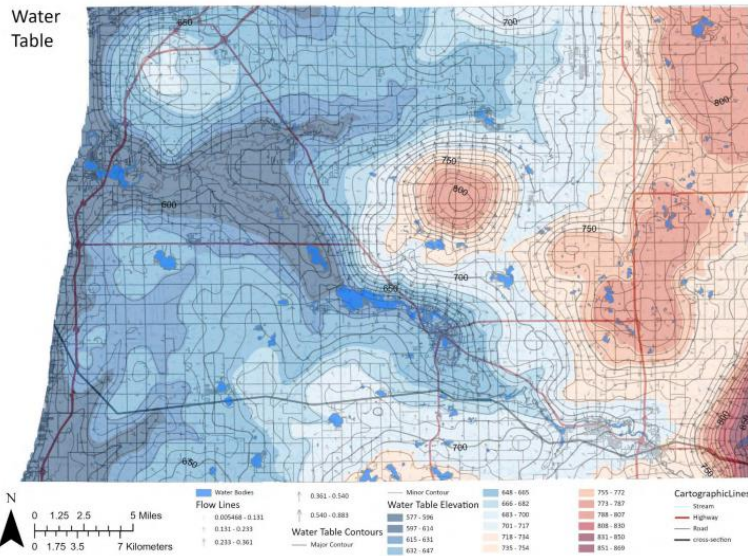 Water
Table
650
700
800
750
800
600
750
700
650
700
650
800
750
N
0 1.25 2.5 5 Miles
0 1.75 3.5 7 Kilometers
Water Bodies
Flow Lines
0.005468 - 0.131
0.131 - 0.233
0.233 - 0.361
0.361 - 0.540
0.540 - 0.883
Water Table Contours
Major Contour
Minor Contour
Water Table Elevation
577 - 596
597 - 614
615 - 631
632 - 647
648 - 665
666 - 682
683 - 700
701 - 717
718 - 734
735 - 754
755 - 772
773 - 787
788 - 807
808 - 830
831 - 850
851 - 869
CartographicLines
Stream
Highway
Road
cross-section